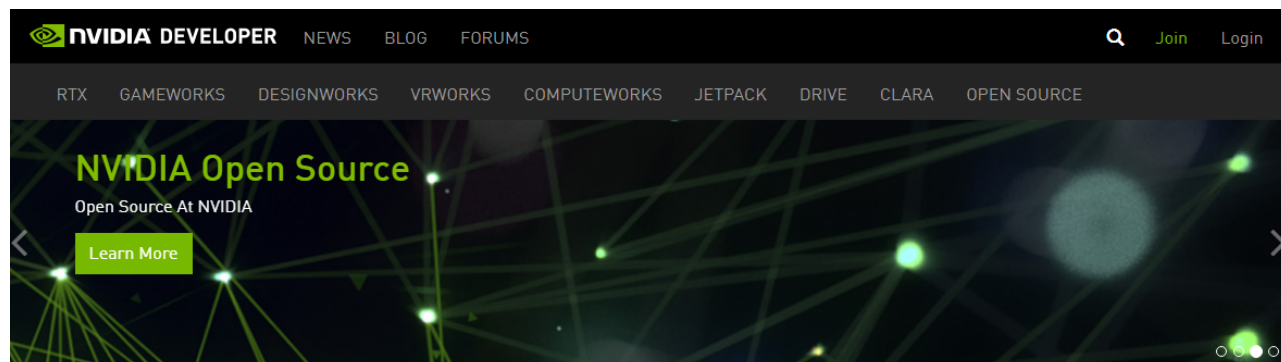 NVIDIA DEVELOPER NEWS BLOG FORUMS Join Login
RTX GAMEWORKS DESIGNWORKS VRWORKS COMPUTEWORKS JETPACK DRIVE CLARA OPEN SOURCE
NVIDIA Open Source
Open Source At NVIDIA
Learn More